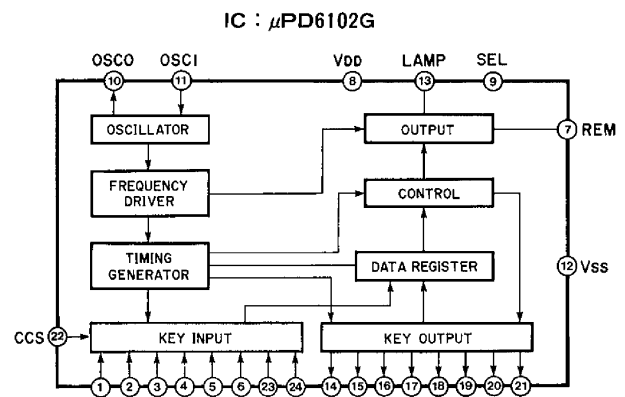 IC : μPD6102G
OSCO OSCI VDD LAMP SEL
10 11 8 13 9
OSCILLATOR OUTPUT 7 REM
FREQUENCY
DRIVER
CONTROL
TIMING
GENERATOR
DATA REGISTER
12 VSS
CCS 22 KEY INPUT KEY OUTPUT
1 2 3 4 5 6 23 24 14 15 16 17 18 19 20 21